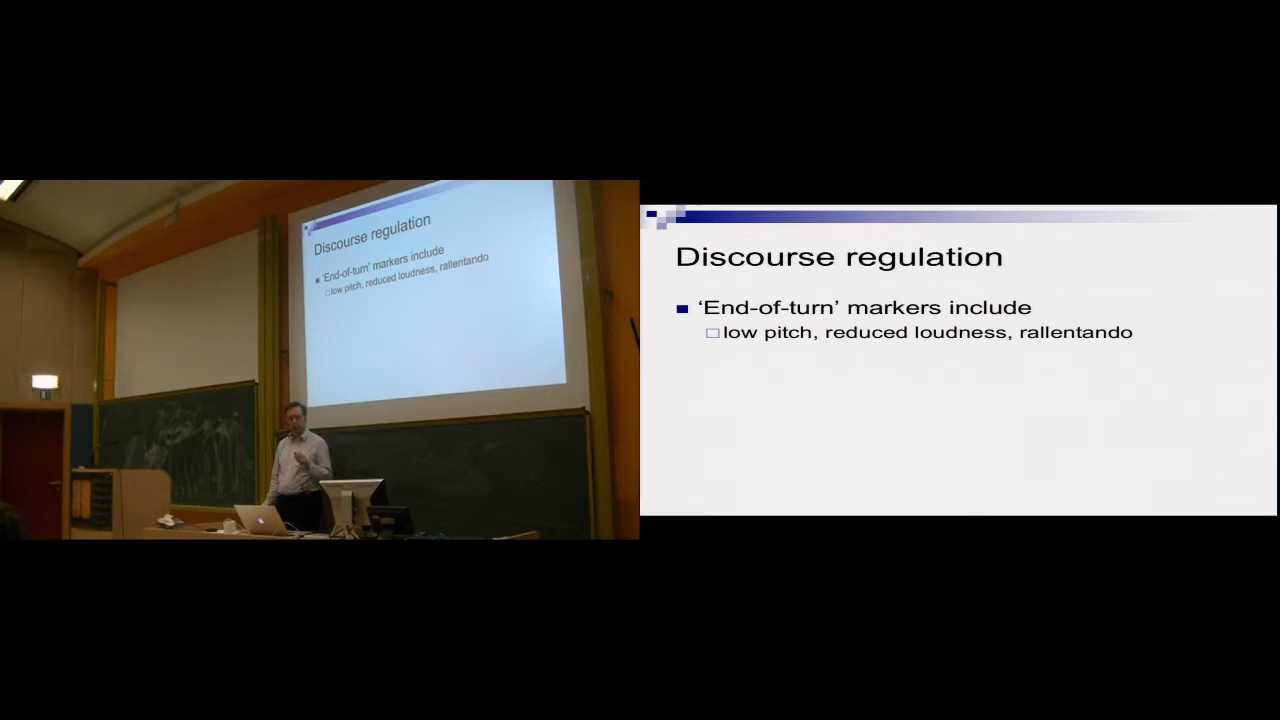 Discourse regulation
'End-of-turn' markers include
low pitch, reduced loudness, rallentando
Discourse regulation
‘End-of-turn’ markers include
low pitch, reduced loudness, rallentando